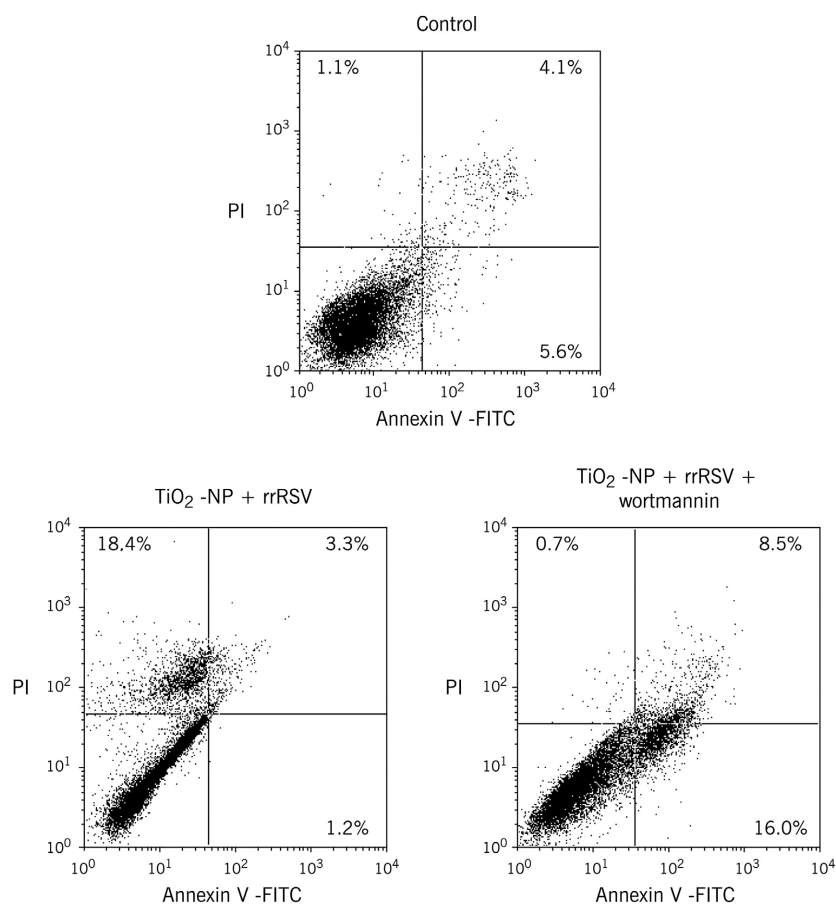 Control
10⁴
1.1%
4.1%
10³
PI
10²
10¹
5.6%
10⁰
10⁰ 10¹ 10² 10³ 10⁴
Annexin V -FITC
TiO₂ -NP + rrRSV
10⁴
18.4%
3.3%
10³
PI
10²
10¹
1.2%
10⁰
10⁰ 10¹ 10² 10³ 10⁴
Annexin V -FITC
TiO₂ -NP + rrRSV +
wortmannin
10⁴
0.7%
8.5%
10³
PI
10²
10¹
16.0%
10⁰
10⁰ 10¹ 10² 10³ 10⁴
Annexin V -FITC